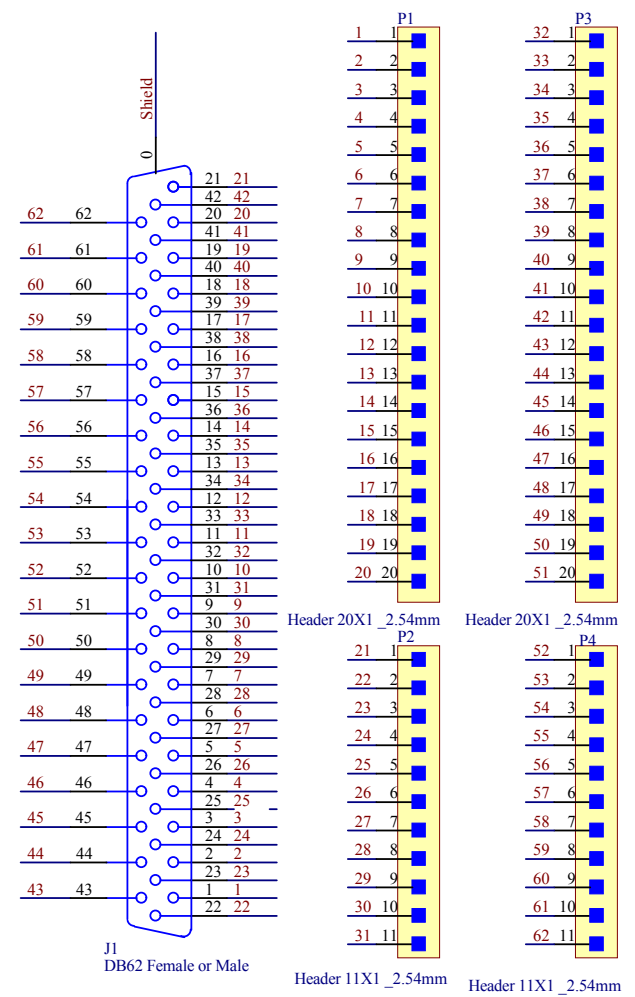 Shield
0
21 21
42 42
62 62 20 20
41 41
61 61 19 19
40 40
60 60 18 18
39 39
59 59 17 17
38 38
58 58 16 16
37 37
57 57 15 15
36 36
56 56 14 14
35 35
55 55 13 13
34 34
54 54 12 12
33 33
53 53 11 11
32 32
52 52 10 10
31 31
51 51 9 9
30 30
50 50 8 8
29 29
49 49 7 7
28 28
48 48 6 6
27 27
47 47 5 5
26 26
46 46 4 4
25 25
45 45 3 3
24 24
44 44 2 2
23 23
43 43 1 1
22 22
J1
DB62 Female or Male
P1
1 1
2 2
3 3
4 4
5 5
6 6
7 7
8 8
9 9
10 10
11 11
12 12
13 13
14 14
15 15
16 16
17 17
18 18
19 19
20 20
Header 20X1 _2.54mm
P2
21 1
22 2
23 3
24 4
25 5
26 6
27 7
28 8
29 9
30 10
31 11
Header 11X1 _2.54mm
P3
32 1
33 2
34 3
35 4
36 5
37 6
38 7
39 8
40 9
41 10
42 11
43 12
44 13
45 14
46 15
47 16
48 17
49 18
50 19
51 20
Header 20X1 _2.54mm
P4
52 1
53 2
54 3
55 4
56 5
57 6
58 7
59 8
60 9
61 10
62 11
Header 11X1 _2.54mm